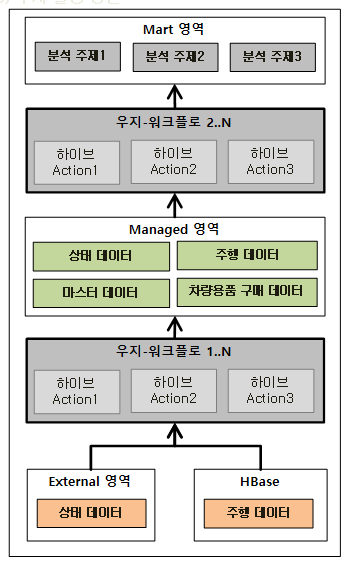 Mart 영역
분석 주제1 분석 주제2 분석 주제3
우지-워크플로 2..N
하이브 하이브 하이브
Action1 Action2 Action3
Managed 영역
상태 데이터 주행 데이터
마스터 데이터 차량용품 구매 데이터
우지-워크플로 1..N
하이브 하이브 하이브
Action1 Action2 Action3
External 영역 HBase
상태 데이터 주행 데이터